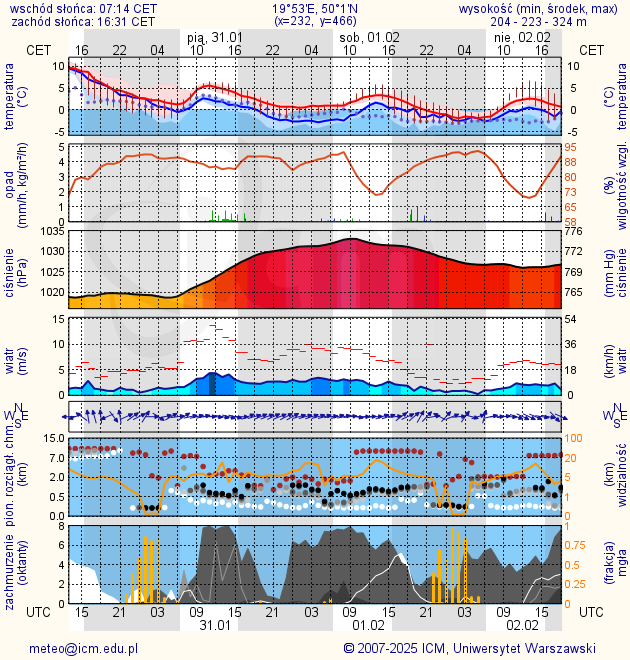 wschód słońca: 07:14 CET
19°53'E, 50°1'N
wysokość (min, środek, max)
zachód słońca: 16:31 CET
(x=232, y=466)
204 - 223 - 324 m
pią, 31.01
sob, 01.02
nie, 02.02
CET
16 22 04 10 16 22 04 10 16 22 04 10 16
CET
temperatura
(°C)
10
5
0
-5
10
5
0
-5
(°C)
temperatura
opad
(mm/h, kg/m²/h)
5
4
3
2
1
0
95
90
84
80
73
65
58
(%)
wilgotność wzgl.
ciśnienie
(hPa)
1035
1030
1025
1020
776
772
769
765
(mm Hg)
ciśnienie
wiatr
(m/s)
15
10
5
0
54
36
18
0
(km/h)
wiatr
N
W E
S
N
W E
S
pion. rozciągł. chm.
(km)
15.0
7.0
2.0
0.5
0.0
100
20
5
2
0
(km)
widzialność
zachmurzenie
(oktanty)
8
6
4
2
0
1
0.75
0.5
0.25
0
(frakcja)
mgła
UTC
15 21 03 09 15 21 03 09 15 21 03 09 15
UTC
31.01
01.02
02.02
meteo@icm.edu.pl
© 2007-2025 ICM, Uniwersytet Warszawski